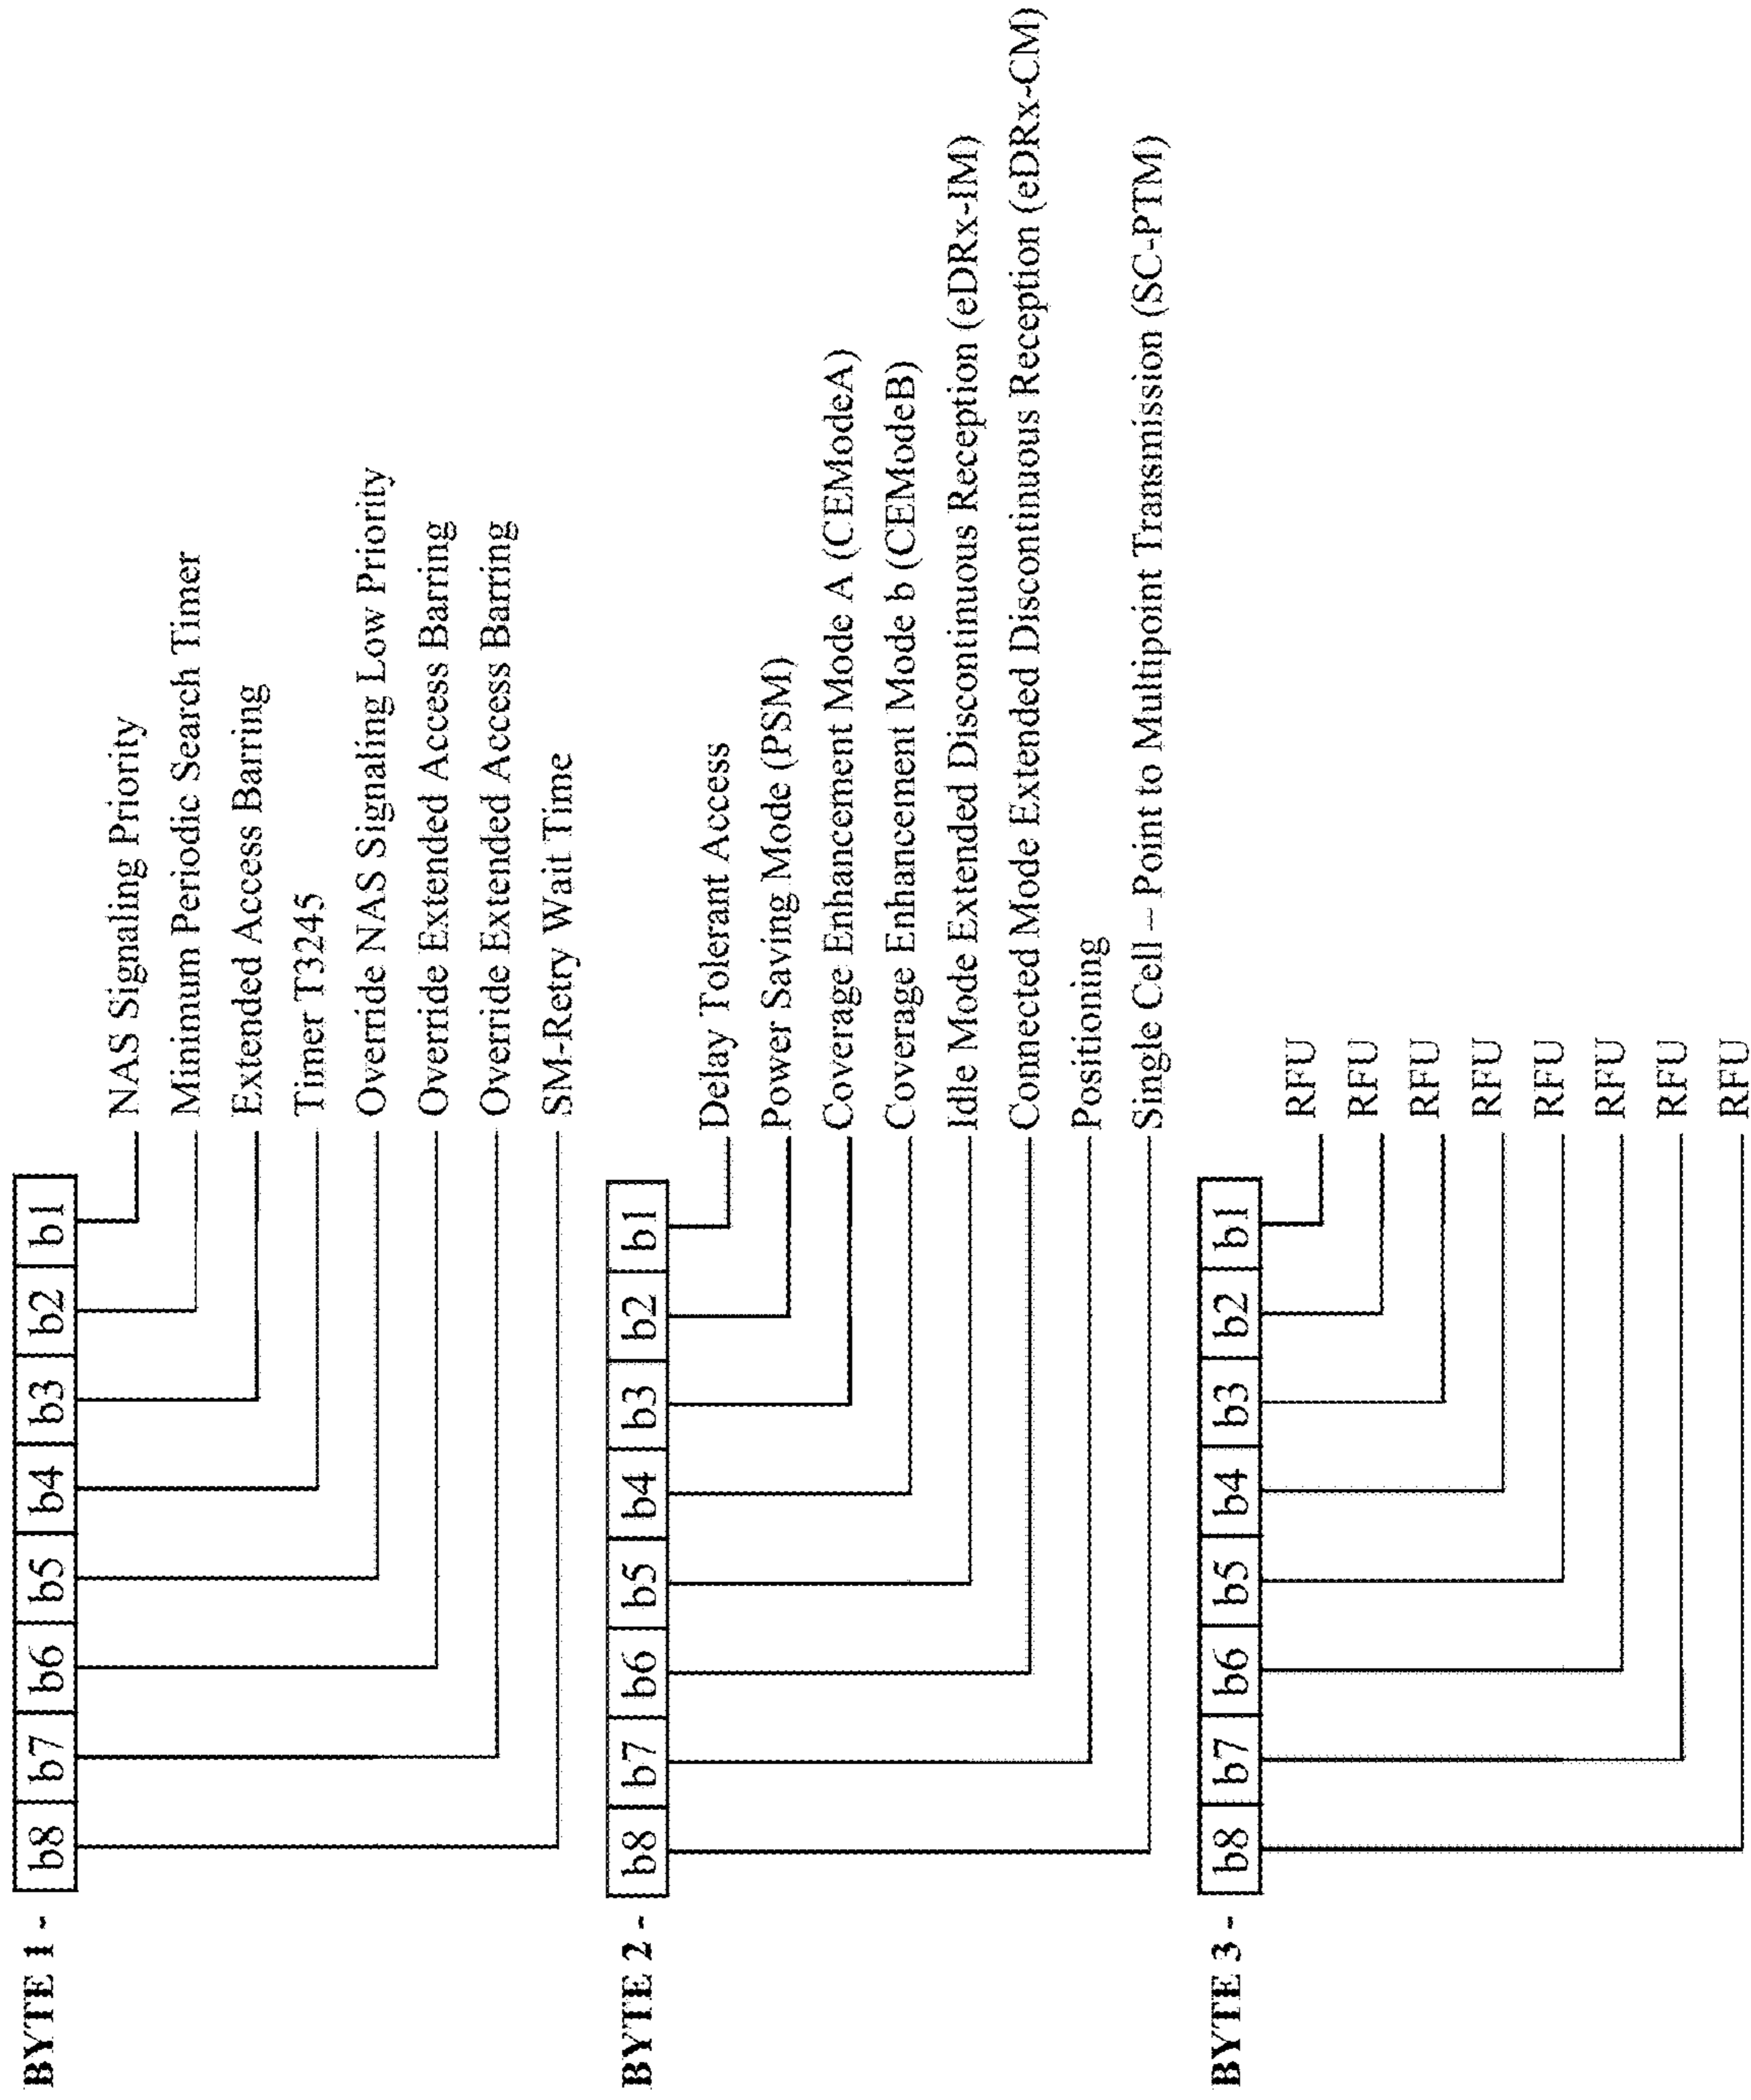 BYTE 1 - b8 b7 b6 b5 b4 b3 b2 b1
NAS Signaling Priority
Minimum Periodic Search Timer
Extended Access Barring
Timer T3245
Override NAS Signaling Low Priority
Override Extended Access Barring
Override Extended Access Barring
SM-Retry Wait Time
BYTE 2 - b8 b7 b6 b5 b4 b3 b2 b1
Delay Tolerant Access
Power Saving Mode (PSM)
Coverage Enhancement Mode A (CEModeA)
Coverage Enhancement Mode b (CEModeB)
Idle Mode Extended Discontinuous Reception (eDRx-IM)
Connected Mode Extended Discontinuous Reception (eDRx-CM)
Positioning
Single Cell – Point to Multipoint Transmission (SC-PTM)
BYTE 3 - b8 b7 b6 b5 b4 b3 b2 b1
RFU
RFU
RFU
RFU
RFU
RFU
RFU
RFU